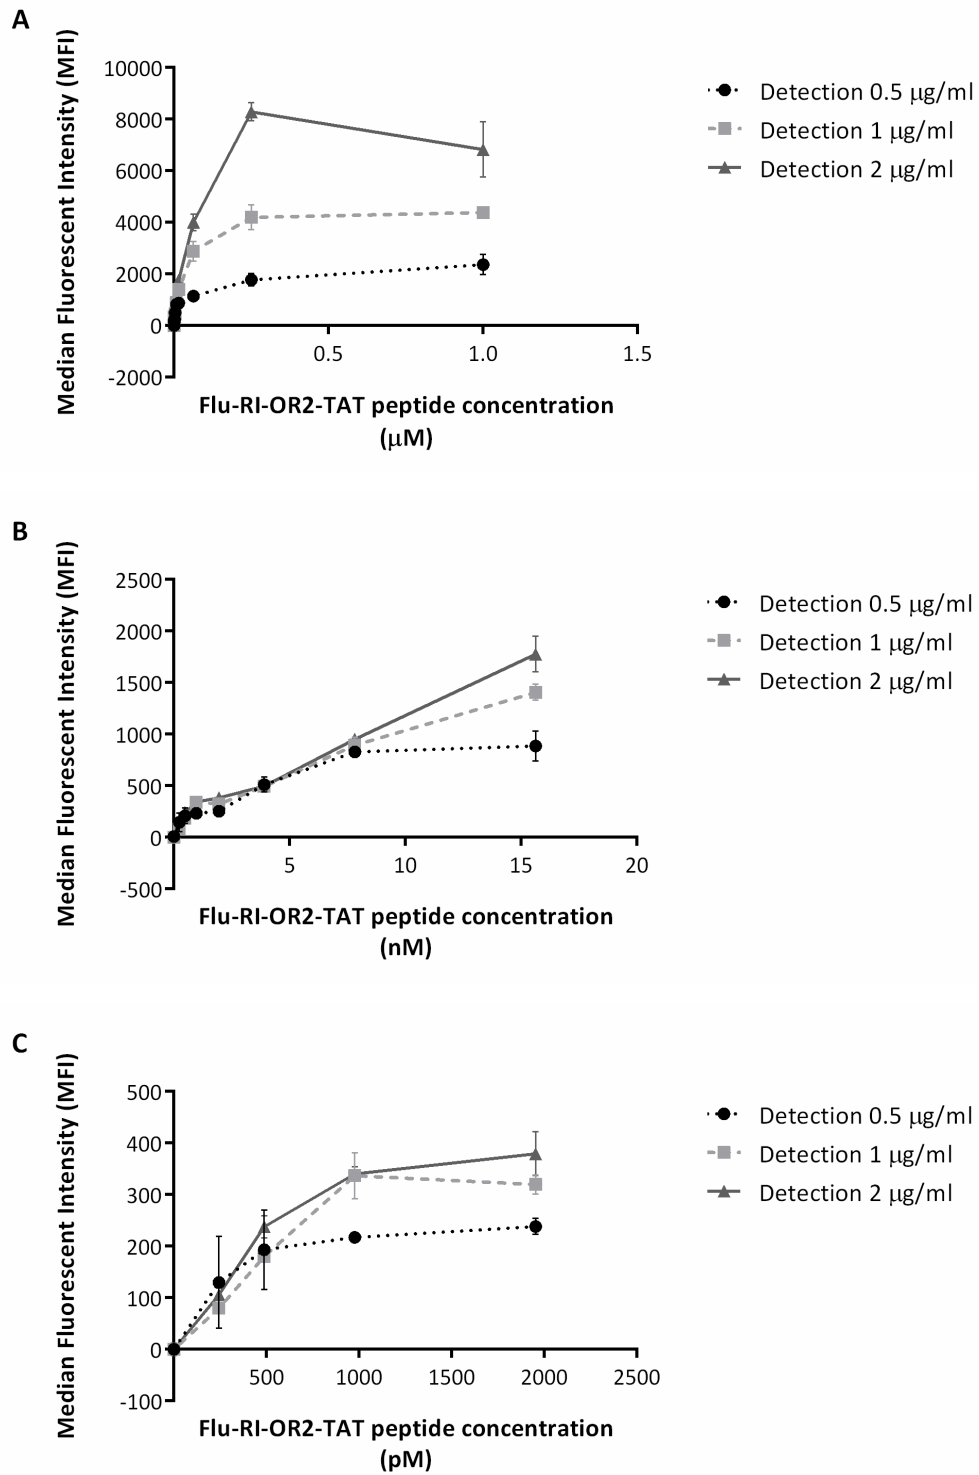 A
Median Fluorescent Intensity (MFI)
10000
8000
6000
4000
2000
0
-2000
0.5
1.0
1.5
Flu-RI-OR2-TAT peptide concentration
(μM)
Detection 0.5 μg/ml
Detection 1 μg/ml
Detection 2 μg/ml
B
Median Fluorescent Intensity (MFI)
2500
2000
1500
1000
500
0
-500
5
10
15
20
Flu-RI-OR2-TAT peptide concentration
(nM)
Detection 0.5 μg/ml
Detection 1 μg/ml
Detection 2 μg/ml
C
Median Fluorescent Intensity (MFI)
500
400
300
200
100
0
-100
500
1000
1500
2000
2500
Flu-RI-OR2-TAT peptide concentration
(pM)
Detection 0.5 μg/ml
Detection 1 μg/ml
Detection 2 μg/ml